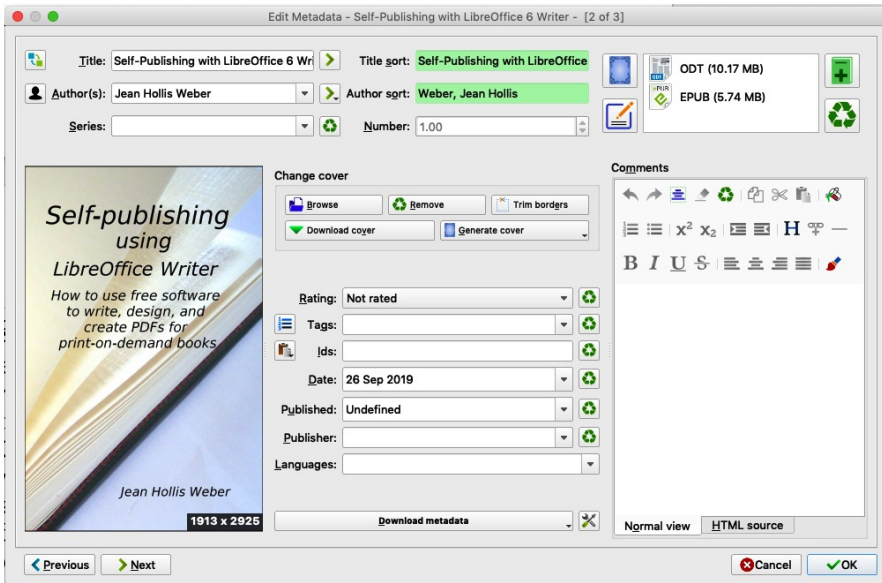 Edit Metadata - Self-Publishing with LibreOffice 6 Writer - [2 of 3]
Title: Self-Publishing with LibreOffice 6 Wri Title sort: Self-Publishing with LibreOffice
Author(s): Jean Hollis Weber Author sort: Weber, Jean Hollis
Series: Number: 1.00
ODT (10.17 MB)
EPUB (5.74 MB)
Self-publishing
using
LibreOffice Writer
How to use free software
to write, design, and
create PDFs for
print-on-demand books
Jean Hollis Weber
1913 x 2925
Change cover
Browse Remove Trim borders
Download cover Generate cover
Rating: Not rated
Tags:
Ids:
Date: 26 Sep 2019
Published: Undefined
Publisher:
Languages:
Download metadata
Comments
x² x₂ H
B I U S
Normal view HTML source
Previous Next Cancel OK